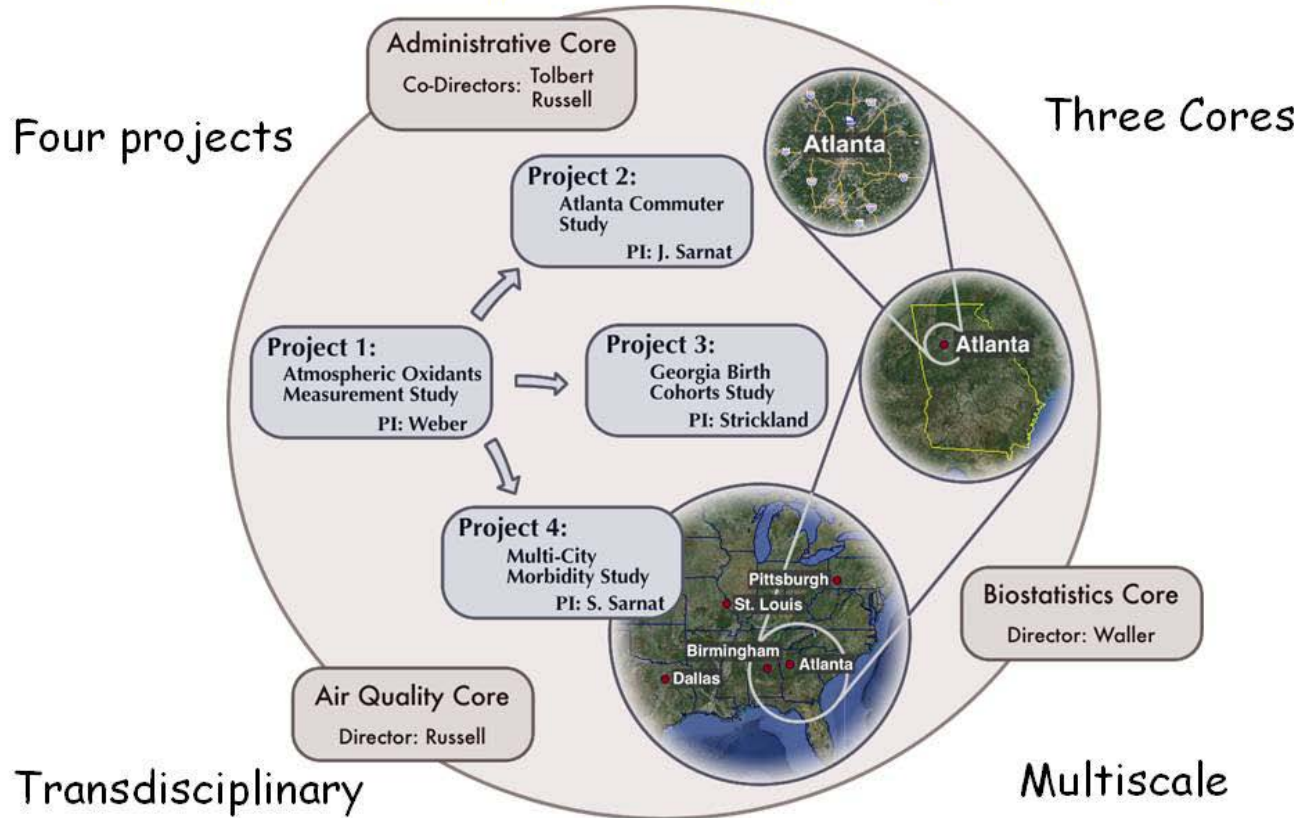 Administrative Core
Co-Directors: Tolbert
Russell
Four projects
Three Cores
Atlanta
Project 2:
Atlanta Commuter
Study
PI: J. Sarnat
Project 1:
Atmospheric Oxidants
Measurement Study
PI: Weber
Project 3:
Georgia Birth
Cohorts Study
PI: Strickland
Atlanta
Project 4:
Multi-City
Morbidity Study
PI: S. Sarnat
Pittsburgh
St. Louis
Birmingham
Atlanta
Dallas
Biostatistics Core
Director: Waller
Air Quality Core
Director: Russell
Transdisciplinary
Multiscale